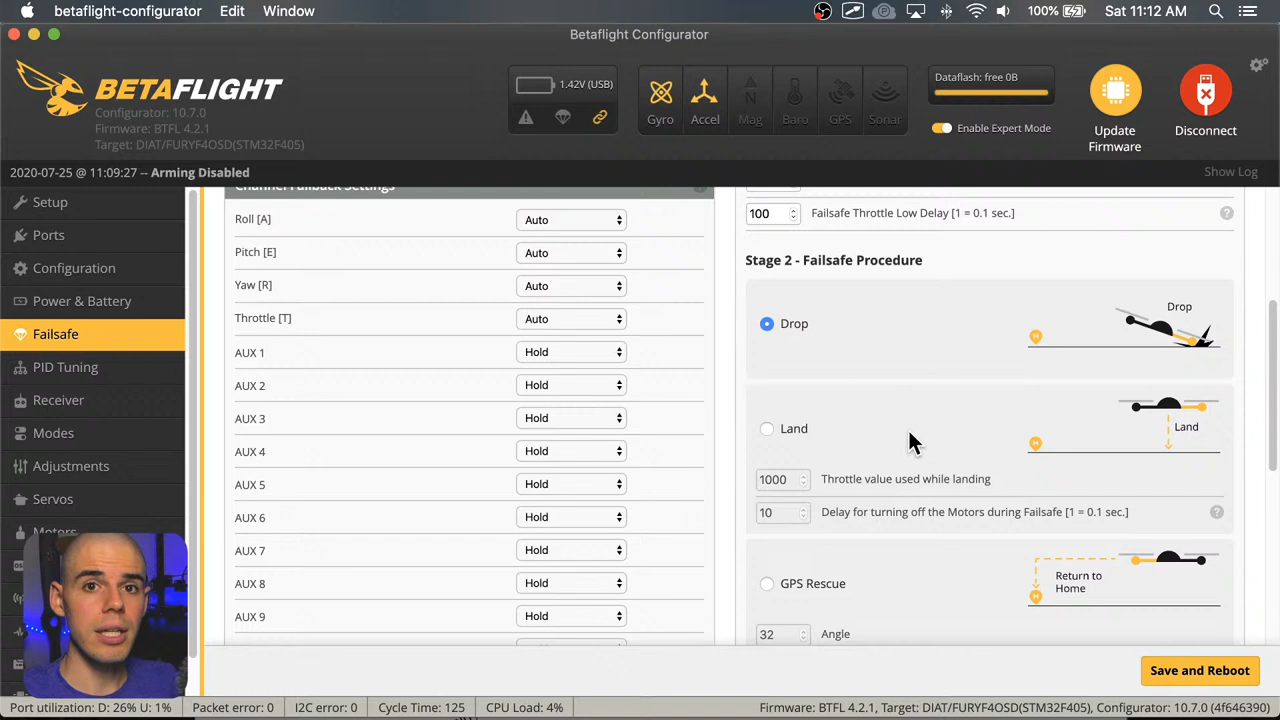 betaflight-configurator Edit Window 100% Sat 11:12 AM
Betaflight Configurator
BETAFLIGHT
Configurator: 10.7.0
Firmware: BTFL 4.2.1
Target: DIAT/FURYF4OSD(STM32F405)
1.42V (USB)
Gyro Accel Mag Baro GPS Sonar
Dataflash: free 0B
Enable Expert Mode
Update Firmware
Disconnect
2020-07-25 @ 11:09:27 -- Arming Disabled
Show Log
Setup
Ports
Configuration
Power & Battery
Failsafe
PID Tuning
Receiver
Modes
Adjustments
Servos
Motors
Channel Fallback Settings
Roll [A] Auto
Pitch [E] Auto
Yaw [R] Auto
Throttle [T] Auto
AUX 1 Hold
AUX 2 Hold
AUX 3 Hold
AUX 4 Hold
AUX 5 Hold
AUX 6 Hold
AUX 7 Hold
AUX 8 Hold
AUX 9 Hold
100 Failsafe Throttle Low Delay [1 = 0.1 sec.] ?
Stage 2 - Failsafe Procedure
Drop
Drop
H
Land
Land
H
1000 Throttle value used while landing
10 Delay for turning off the Motors during Failsafe [1 = 0.1 sec.] ?
GPS Rescue
Return to
Home
H
32 Angle
Save and Reboot
Port utilization: D: 26% U: 1% Packet error: 0 I2C error: 0 Cycle Time: 125 CPU Load: 4% Firmware: BTFL 4.2.1, Target: DIAT/FURYF4OSD(STM32F405), Configurator: 10.7.0 (4f646390)